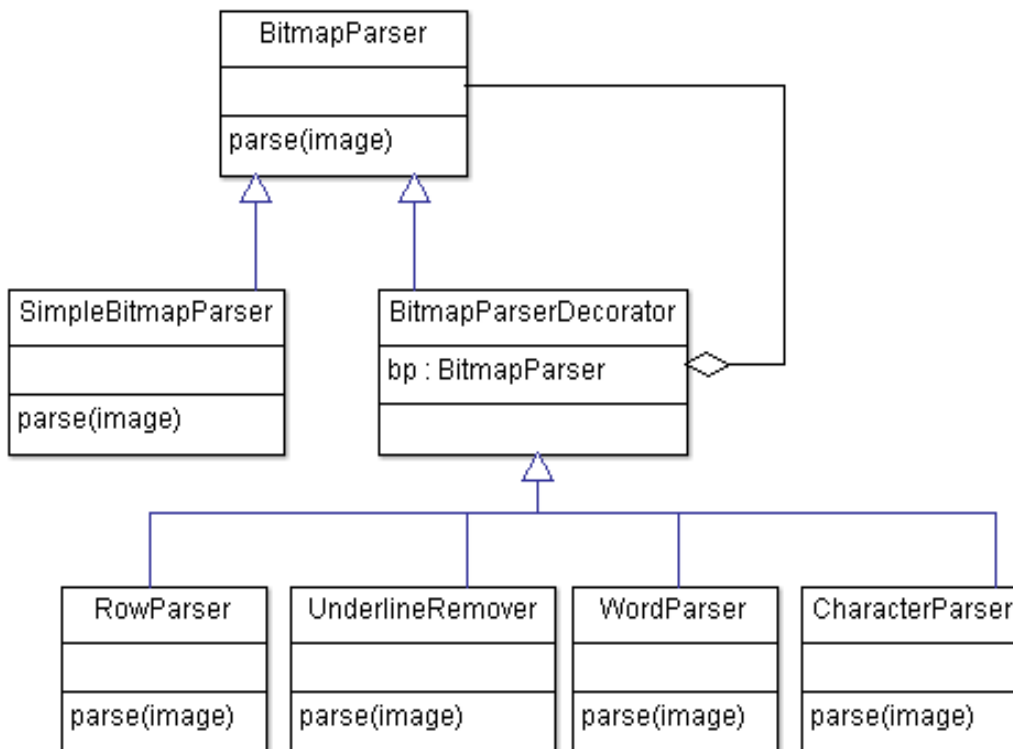 BitmapParser
parse(image)
SimpleBitmapParser
parse(image)
BitmapParserDecorator
bp : BitmapParser
RowParser
parse(image)
UnderlineRemover
parse(image)
WordParser
parse(image)
CharacterParser
parse(image)